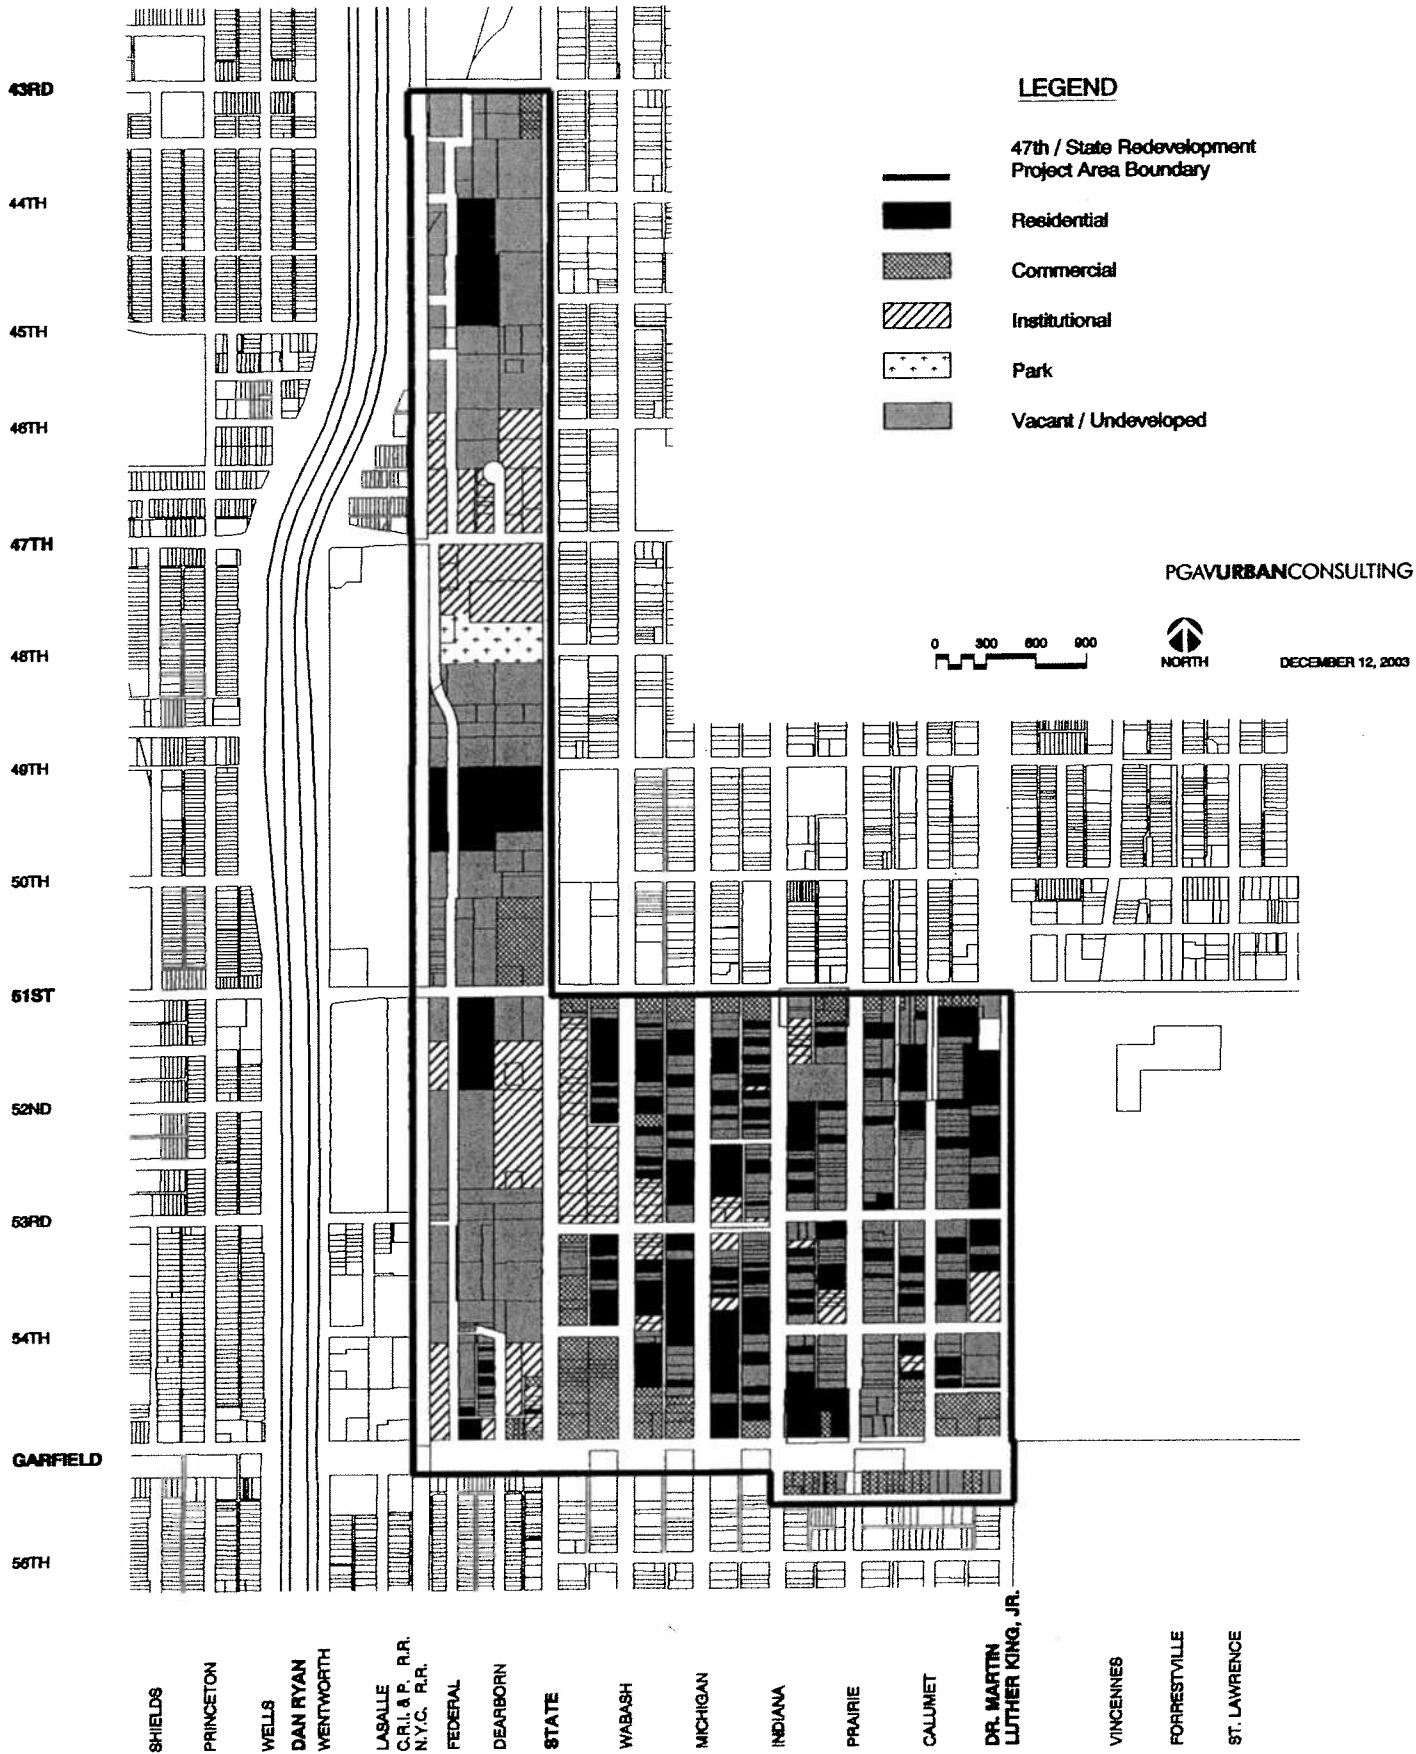 LEGEND
47th / State Redevelopment
Project Area Boundary
Residential
Commercial
Institutional
Park
Vacant / Undeveloped
PGAVURBANCONSULTING
0 300 600 900
NORTH
DECEMBER 12, 2003
43RD
44TH
45TH
46TH
47TH
48TH
49TH
50TH
51ST
52ND
53RD
54TH
GARFIELD
56TH
SHIELDS
PRINCETON
WELLS
DAN RYAN
WENTWORTH
LASALLE
C.R.I. & P. R.R.
N.Y.C. R.R.
FEDERAL
DEARBORN
STATE
WABASH
MICHIGAN
INDIANA
PRAIRIE
CALUMET
DR. MARTIN
LUTHER KING, JR.
VINCENNES
FORRESTVILLE
ST. LAWRENCE